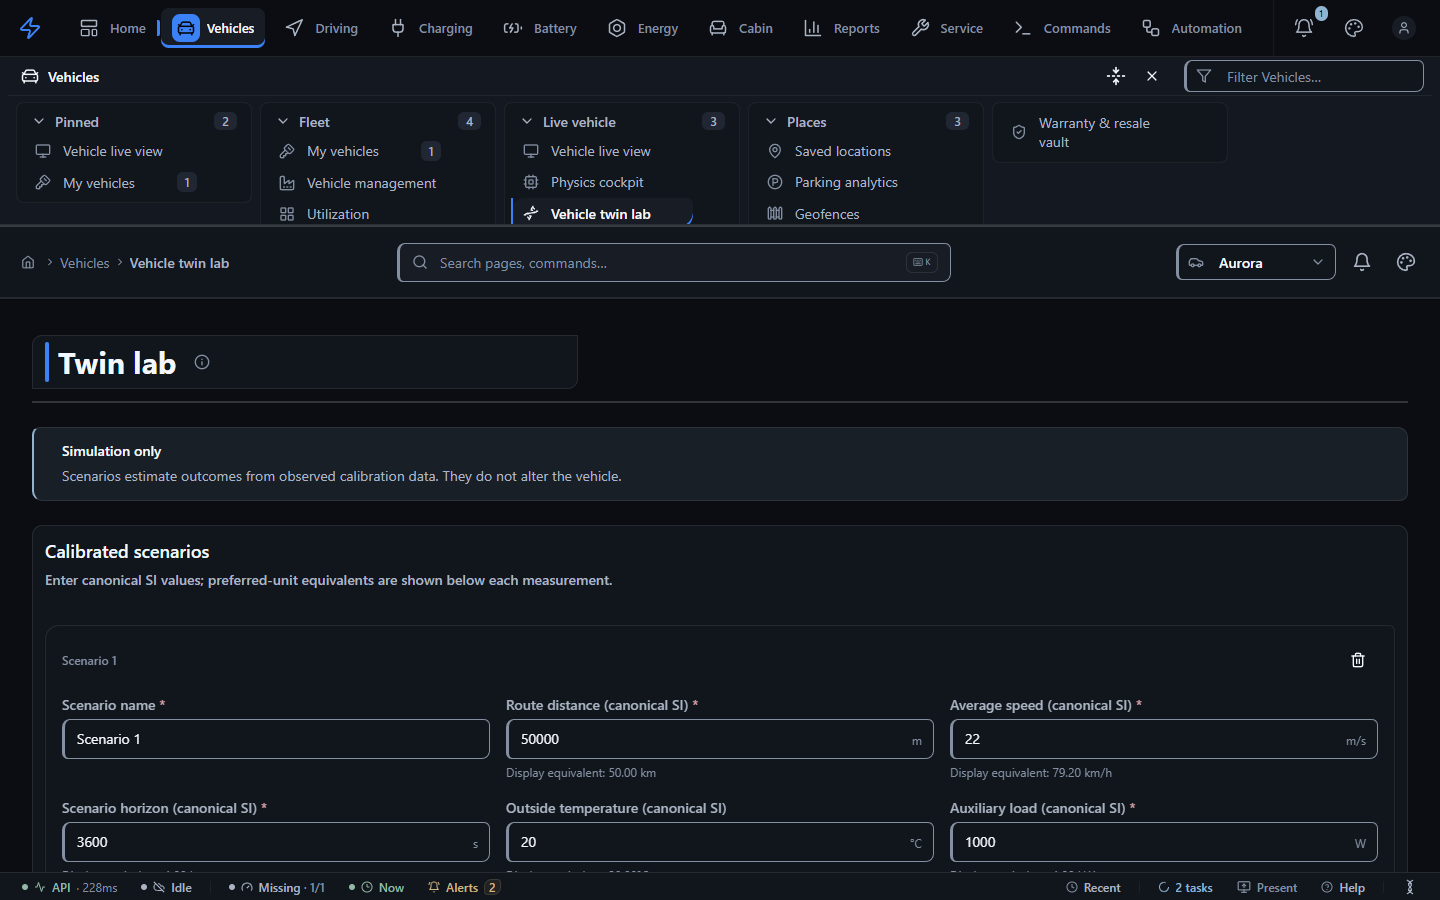 Home
Vehicles
Driving
Charging
Battery
Energy
Cabin
Reports
Service
Commands
Automation
1
Vehicles
Filter Vehicles...
Pinned 2
Vehicle live view
My vehicles 1
Fleet 4
My vehicles 1
Vehicle management
Utilization
Live vehicle 3
Vehicle live view
Physics cockpit
Vehicle twin lab
Places 3
Saved locations
Parking analytics
Geofences
Warranty & resale
vault
Vehicles
Vehicle twin lab
Search pages, commands...
K
Aurora
Twin lab
Simulation only
Scenarios estimate outcomes from observed calibration data. They do not alter the vehicle.
Calibrated scenarios
Enter canonical SI values; preferred-unit equivalents are shown below each measurement.
Scenario 1
Scenario name *
Scenario 1
Route distance (canonical SI) *
50000 m
Display equivalent: 50.00 km
Average speed (canonical SI) *
22 m/s
Display equivalent: 79.20 km/h
Scenario horizon (canonical SI) *
3600 s
Outside temperature (canonical SI)
20 °C
Auxiliary load (canonical SI) *
1000 W
API · 228ms
Idle
Missing · 1/1
Now
Alerts 2
Recent
2 tasks
Present
Help